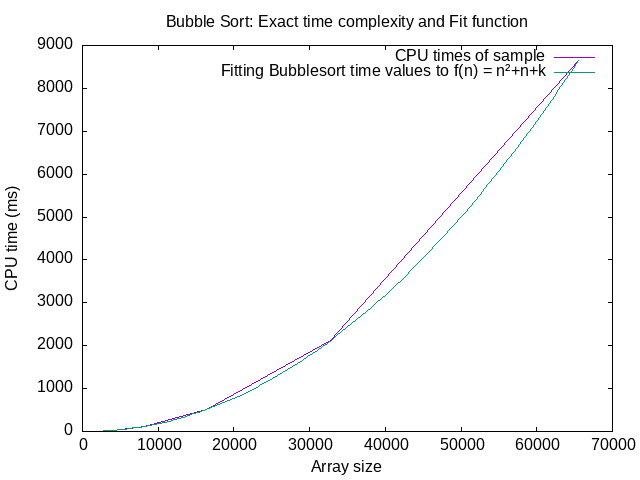 Bubble Sort: Exact time complexity and Fit function
9000
8000
7000
6000
5000
4000
3000
2000
1000
0
CPU time (ms)
CPU times of sample
Fitting Bubblesort time values to f(n) = n²+n+k
0 10000 20000 30000 40000 50000 60000 70000
Array size